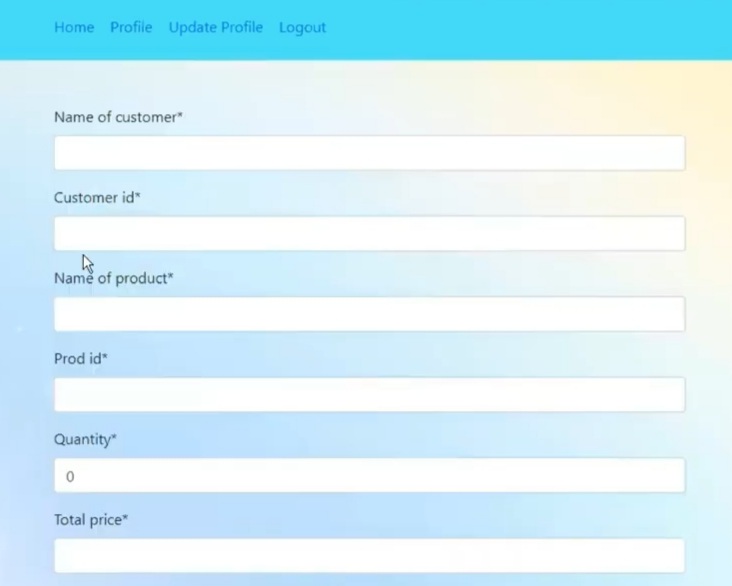 Home Profile Update Profile Logout
Name of customer*
Customer id*
Name of product*
Prod id*
Quantity*
0
Total price*